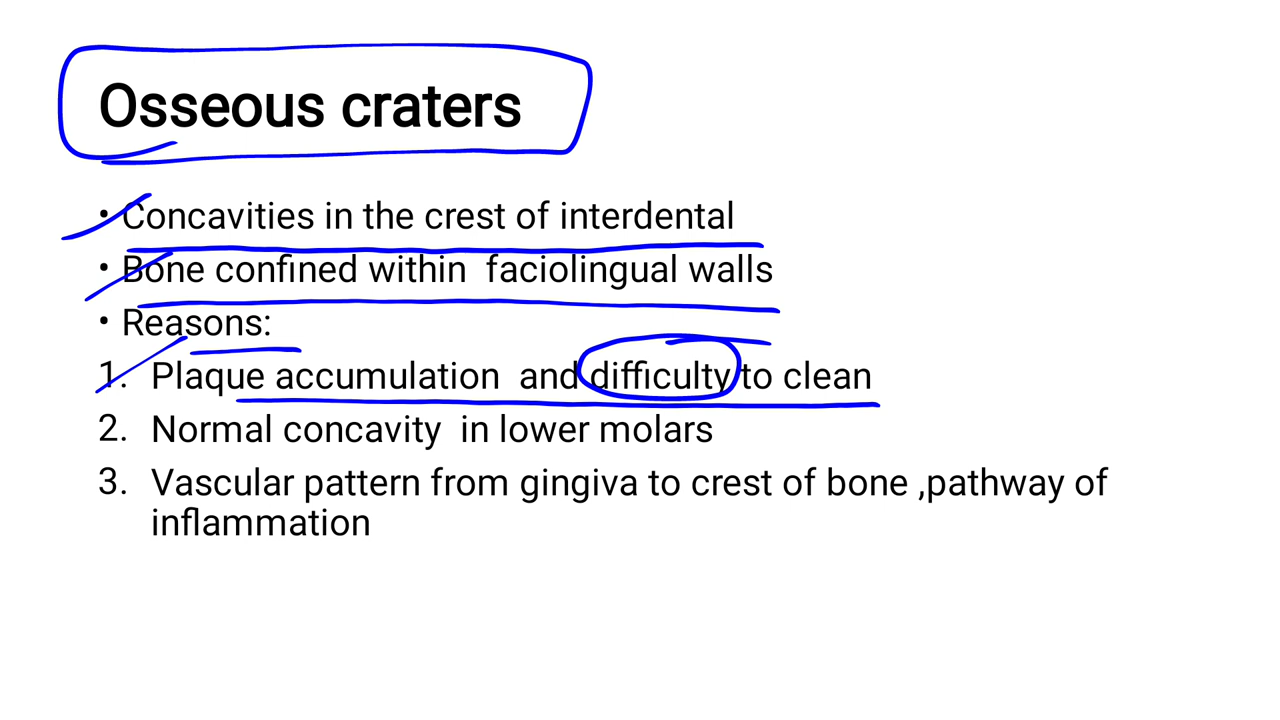 Osseous craters
• Concavities in the crest of interdental
• Bone confined within faciolingual walls
• Reasons:
1. Plaque accumulation and difficulty to clean
2. Normal concavity in lower molars
3. Vascular pattern from gingiva to crest of bone ,pathway of
inflammation